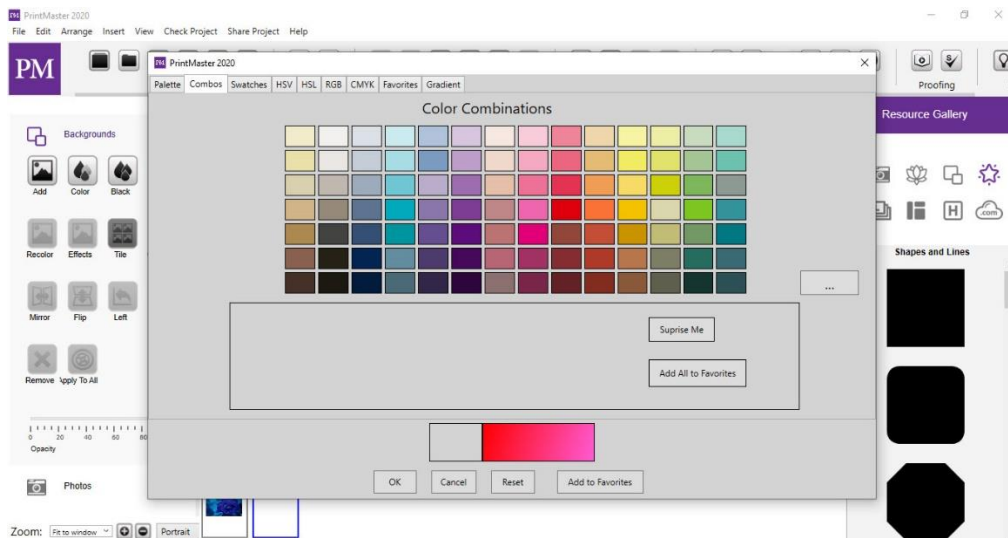 PM PrintMaster 2020
File Edit Arrange Insert View Check Project Share Project Help
PM
Proofing
PM PrintMaster 2020
Palette Combos Swatches HSV HSL RGB CMYK Favorites Gradient
Color Combinations
...
Suprise Me
Add All to Favorites
OK Cancel Reset Add to Favorites
Backgrounds
Add Color Black
Recolor Effects Tile
Mirror Flip Left
Remove Apply To All
0 20 40 60 80
Opacity
Photos
Zoom: Fit to window Portrait
Resource Gallery
H .com
Shapes and Lines